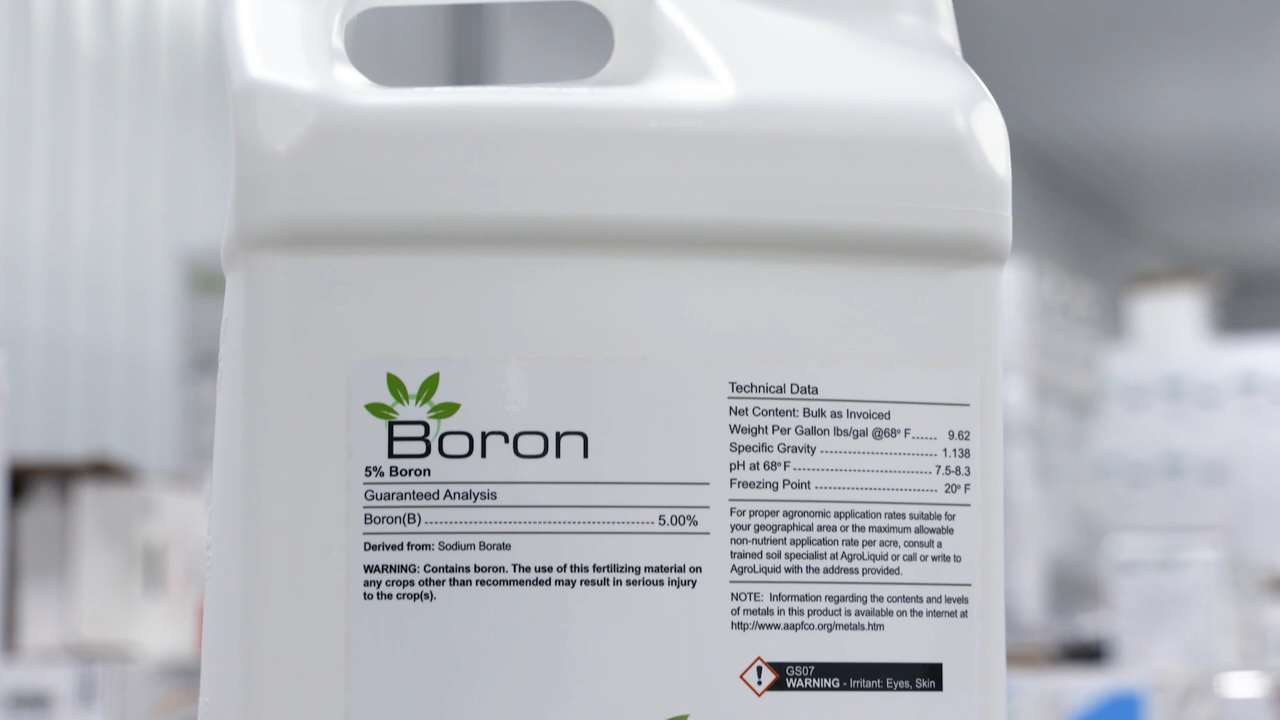 Boron
5% Boron
Guaranteed Analysis
Boron(B) ------------------------------------------------ 5.00%
Derived from: Sodium Borate
WARNING: Contains boron. The use of this fertilizing material on
any crops other than recommended may result in serious injury
to the crop(s).
Technical Data
Net Content: Bulk as Invoiced
Weight Per Gallon lbs/gal @68º F...... 9.62
Specific Gravity ------------------------ 1.138
pH at 68º F ---------------------------- 7.5-8.3
Freezing Point ------------------------- 20º F
For proper agronomic application rates suitable for
your geographical area or the maximum allowable
non-nutrient application rate per acre, consult a
trained soil specialist at AgroLiquid or call or write to
AgroLiquid with the address provided.
NOTE: Information regarding the contents and levels
of metals in this product is available on the internet at
http://www.aapfco.org/metals.htm
GS07
WARNING - Irritant: Eyes, Skin